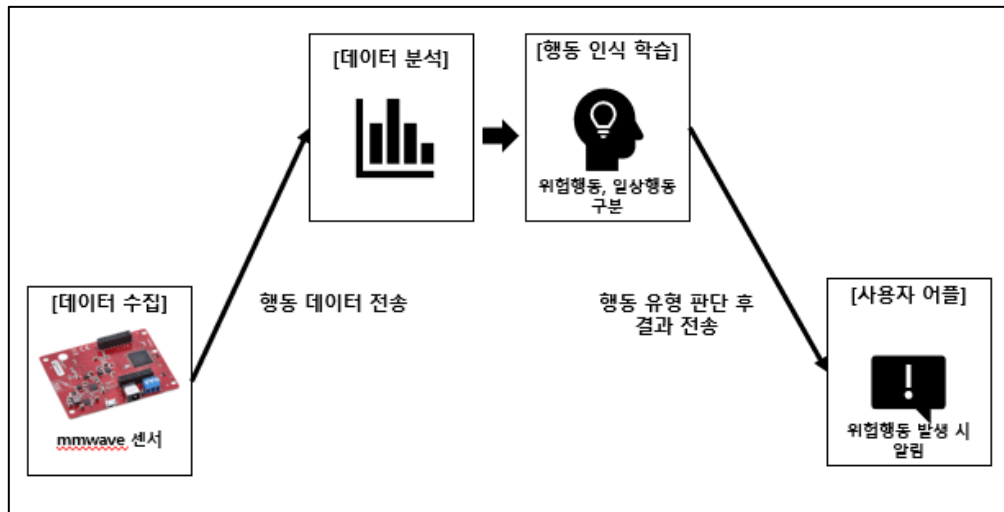 [데이터 분석]
[행동 인식 학습]
위험행동, 일상행동
구분
[데이터 수집]
mmwave 센서
행동 데이터 전송
행동 유형 판단 후
결과 전송
[사용자 어플]
위험행동 발생 시
알림